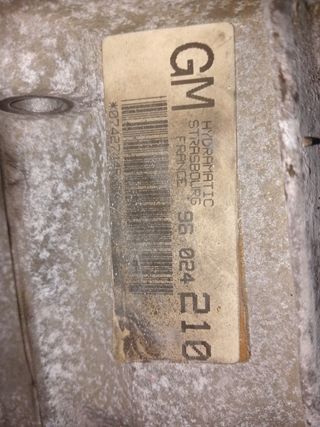 GM
HYDRAMATIC
STRASBOURG
FRANCE
96 024 210